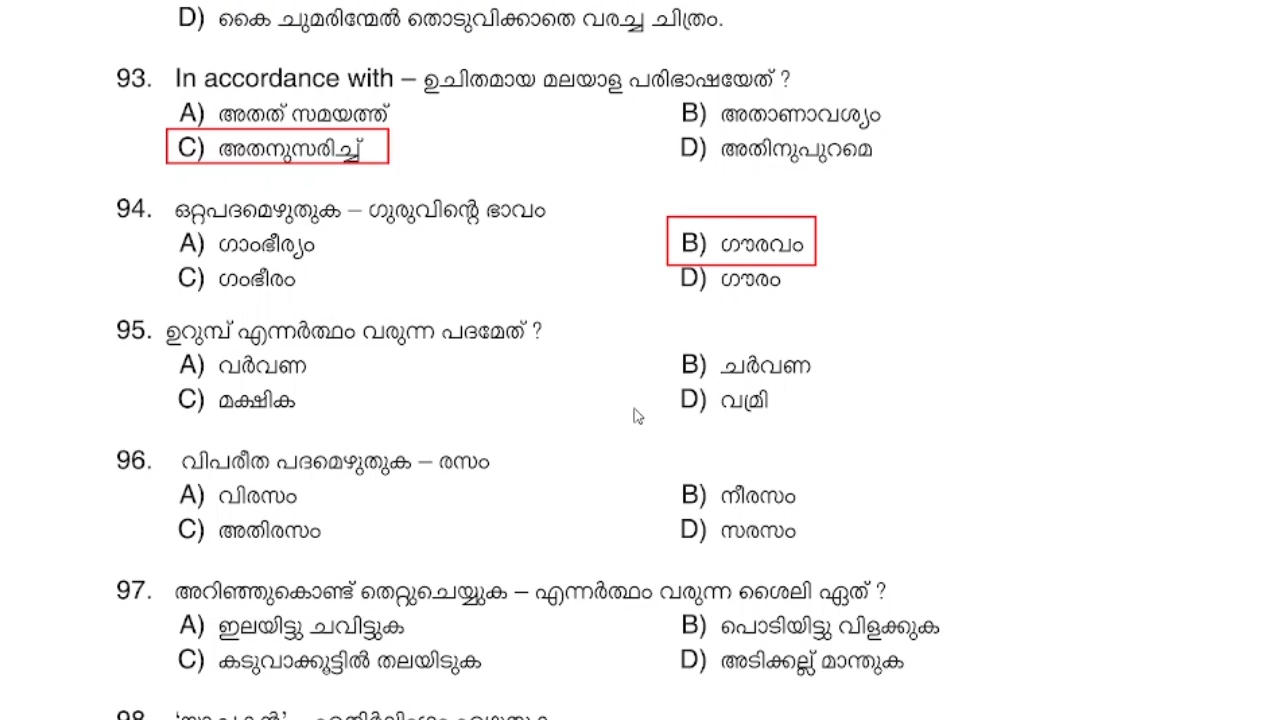 D) കൈ ചുമരിന്മേൽ തൊടുവിക്കാതെ വരച്ച ചിത്രം.
93. In accordance with – ഉചിതമായ മലയാള പരിഭാഷയേത് ?
A) അതത് സമയത്ത് B) അതാണാവശ്യം
C) അതനുസരിച്ച് D) അതിനുപുറമെ
94. ഒറ്റപദമെഴുതുക – ഗുരുവിന്റെ ഭാവം
A) ഗാംഭീര്യം B) ഗൗരവം
C) ഗംഭീരം D) ഗൗരം
95. ഉറുമ്പ് എന്നർത്ഥം വരുന്ന പദമേത് ?
A) വർവണ B) ചർവണ
C) മക്ഷിക D) വമ്രി
96. വിപരീത പദമെഴുതുക – രസം
A) വിരസം B) നീരസം
C) അതിരസം D) സരസം
97. അറിഞ്ഞുകൊണ്ട് തെറ്റുചെയ്യുക – എന്നർത്ഥം വരുന്ന ശൈലി ഏത് ?
A) ഇലയിട്ടു ചവിട്ടുക B) പൊടിയിട്ടു വിളക്കുക
C) കടുവാക്കൂട്ടിൽ തലയിടുക D) അടിക്കല്ല് മാന്തുക
98.